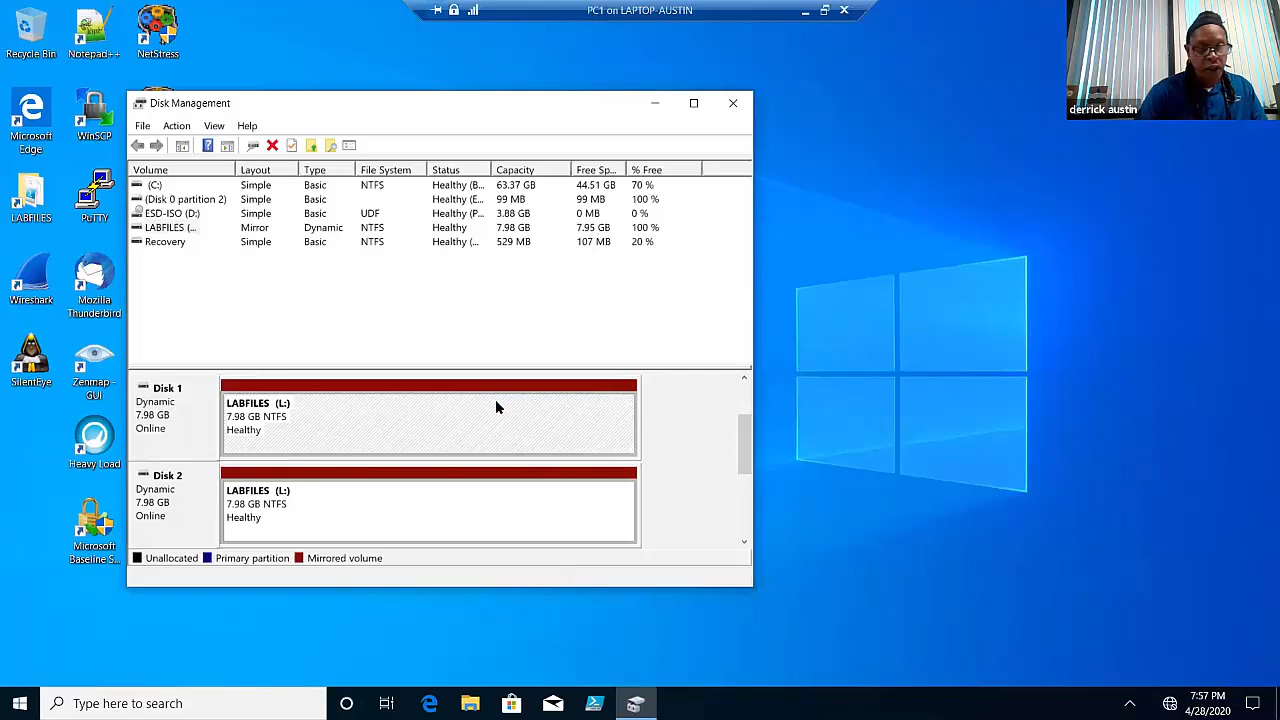 PC1 on LAPTOP-AUSTIN
Recycle Bin
Notepad++
NetStress
derrick austin
Microsoft
Edge
WinSCP
LABFILES
PuTTY
Wireshark
Mozilla
Thunderbird
SilentEye
Zenmap -
GUI
Heavy Load
Microsoft
Baseline S...
Disk Management
File Action View Help
Volume Layout Type File System Status Capacity Free Sp... % Free
(C:) Simple Basic NTFS Healthy (B... 63.37 GB 44.51 GB 70 %
(Disk 0 partition 2) Simple Basic Healthy (E... 99 MB 99 MB 100 %
ESD-ISO (D:) Simple Basic UDF Healthy (P... 3.88 GB 0 MB 0 %
LABFILES (... Mirror Dynamic NTFS Healthy 7.98 GB 7.95 GB 100 %
Recovery Simple Basic NTFS Healthy (... 529 MB 107 MB 20 %
Disk 1
Dynamic
7.98 GB
Online
LABFILES (L:)
7.98 GB NTFS
Healthy
Disk 2
Dynamic
7.98 GB
Online
LABFILES (L:)
7.98 GB NTFS
Healthy
Unallocated Primary partition Mirrored volume
Type here to search
7:57 PM
4/28/2020